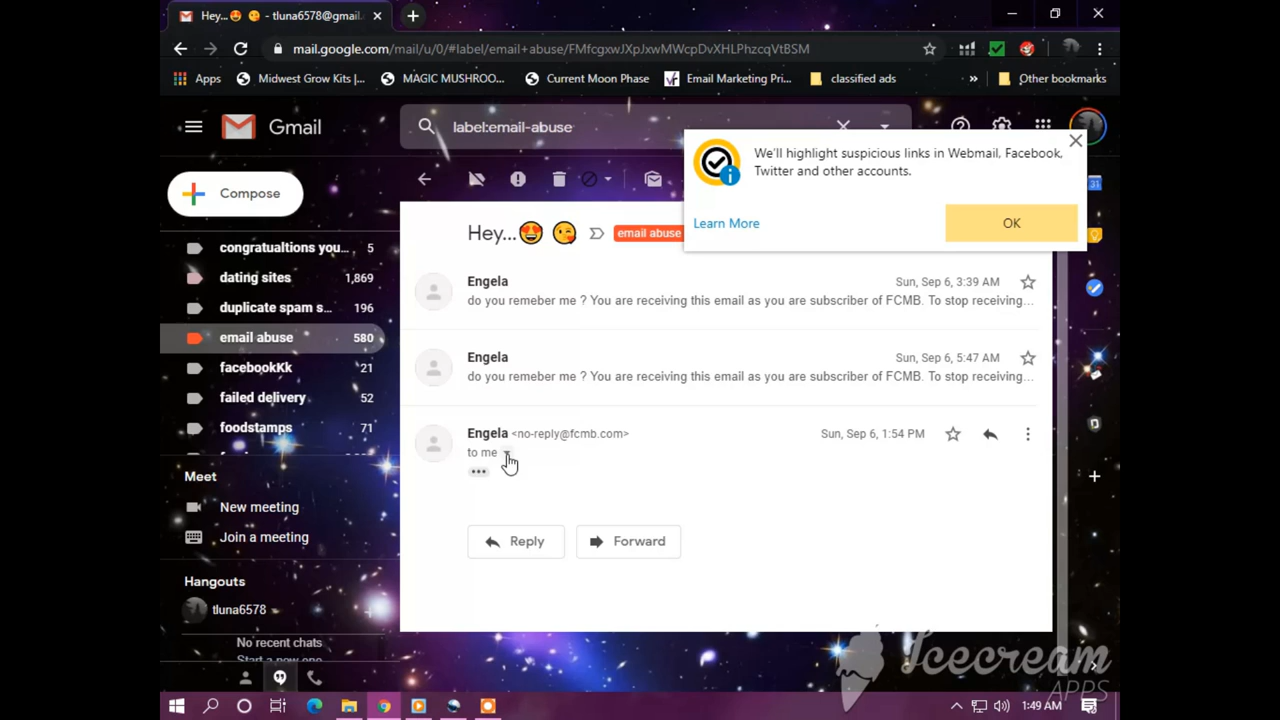 Hey...😍 😘 - tluna6578@gmail.
mail.google.com/mail/u/0/#label/email+abuse/FMfcgxwJXpJxwMWcpDvXHLPhzcqVtBSM
Apps
Midwest Grow Kits |...
MAGIC MUSHROO...
Current Moon Phase
Email Marketing Pri...
classified ads
»
Other bookmarks
Gmail
label:email-abuse
We'll highlight suspicious links in Webmail, Facebook,
Twitter and other accounts.
Learn More
OK
Compose
congratualtions you... 5
dating sites 1,869
duplicate spam s... 196
email abuse 580
facebookKk 21
failed delivery 52
foodstamps 71
Meet
New meeting
Join a meeting
Hangouts
tluna6578
No recent chats
Start a new one
Hey...😍 😘 email abuse
Engela Sun, Sep 6, 3:39 AM
do you remeber me ? You are receiving this email as you are subscriber of FCMB. To stop receiving...
Engela Sun, Sep 6, 5:47 AM
do you remeber me ? You are receiving this email as you are subscriber of FCMB. To stop receiving...
Engela <no-reply@fcmb.com> Sun, Sep 6, 1:54 PM
to me
Reply
Forward
Icecream
APPS
1:49 AM